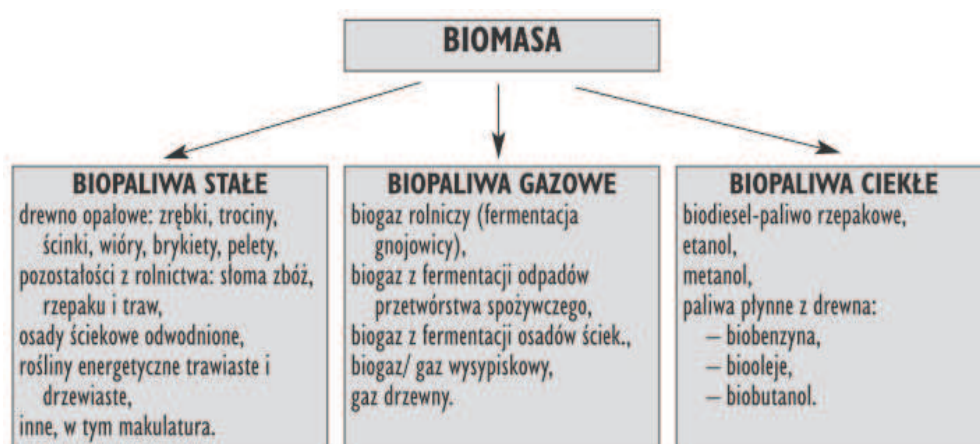 BIOMASA
BIOPALIWA STAŁE
drewno opałowe: zrębki, trociny,
ścinki, wióry, brykiety, pelety,
pozostałości z rolnictwa: słoma zbóż,
rzepaku i traw,
osady ściekowe odwodnione,
rośliny energetyczne trawiaste i
drzewiaste,
inne, w tym makulatura.
BIOPALIWA GAZOWE
biogaz rolniczy (fermentacja
gnojowicy),
biogaz z fermentacji odpadów
przetwórstwa spożywczego,
biogaz z fermentacji osadów ściek.,
biogaz/ gaz wysypiskowy,
gaz drzewny.
BIOPALIWA CIEKŁE
biodiesel-paliwo rzepakowe,
etanol,
metanol,
paliwa płynne z drewna:
– biobenzyna,
– biooleje,
– biobutanol.